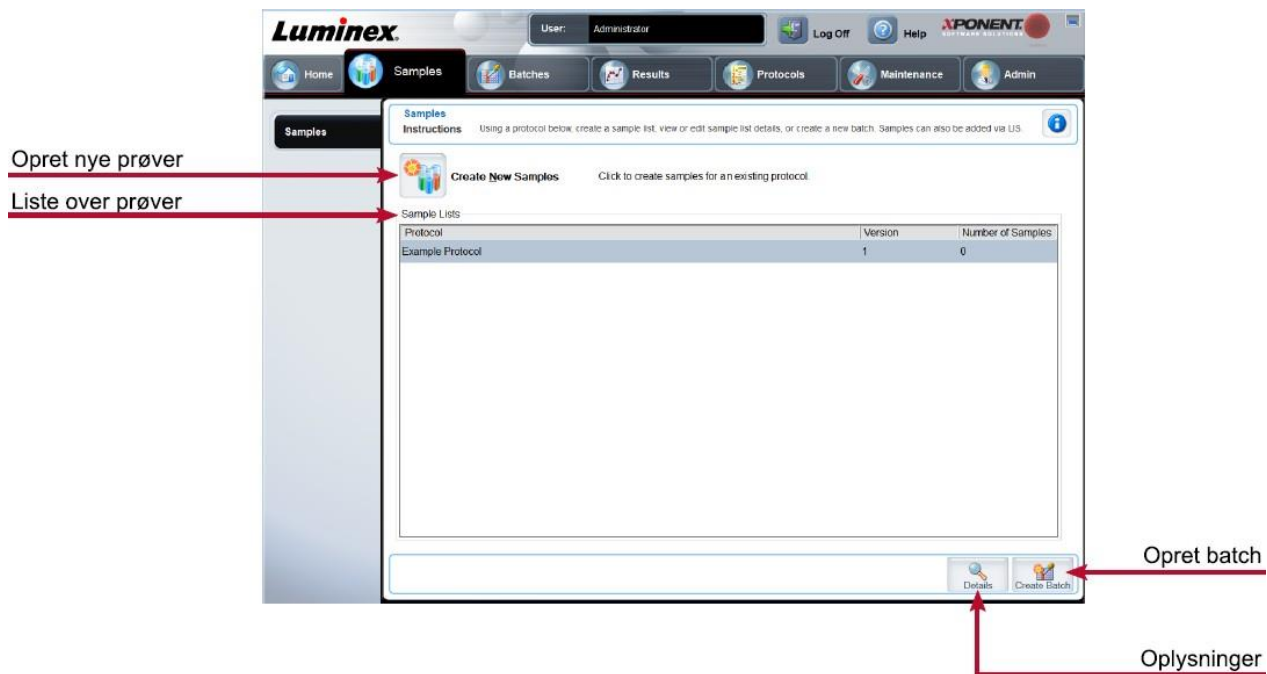 Luminex.
User: Administrator Log Off Help XPONENT.
SOFTWARE SOLUTIONS
Home Samples Batches Results Protocols Maintenance Admin
Samples
Samples
Instructions Using a protocol below, create a sample list, view or edit sample list details, or create a new batch. Samples can also be added via LIS.
Opret nye prøver
Create New Samples Click to create samples for an existing protocol.
Liste over prøver
Sample Lists
Protocol Version Number of Samples
Example Protocol 1 0
Opret batch
Details Create Batch
Oplysninger